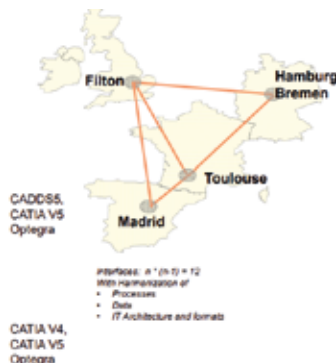 Filton
Hamburg
Bremen
Toulouse
CADDS5,
CATIA V5
Optegra
Madrid
Interfaces: n * (n-1) = 12
With Harmonization of
• Processes
• Data
• IT Architecture and formats
CATIA V4,
CATIA V5
Optegra